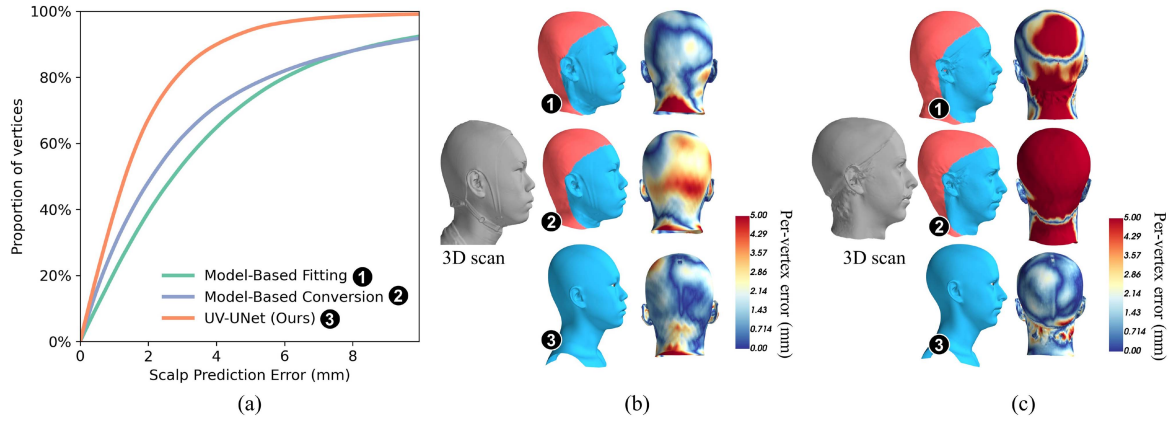 100%
80%
60%
40%
20%
0%
Proportion of vertices
0
2
4
6
8
Scalp Prediction Error (mm)
Model-Based Fitting 1
Model-Based Conversion 2
UV-UNet (Ours) 3
(a)
3D scan
1
2
3
5.00
4.29
3.57
2.86
2.14
1.43
0.714
0.00
Per-vertex error (mm)
(b)
3D scan
1
2
3
5.00
4.29
3.57
2.86
2.14
1.43
0.714
0.00
Per-vertex error (mm)
(c)